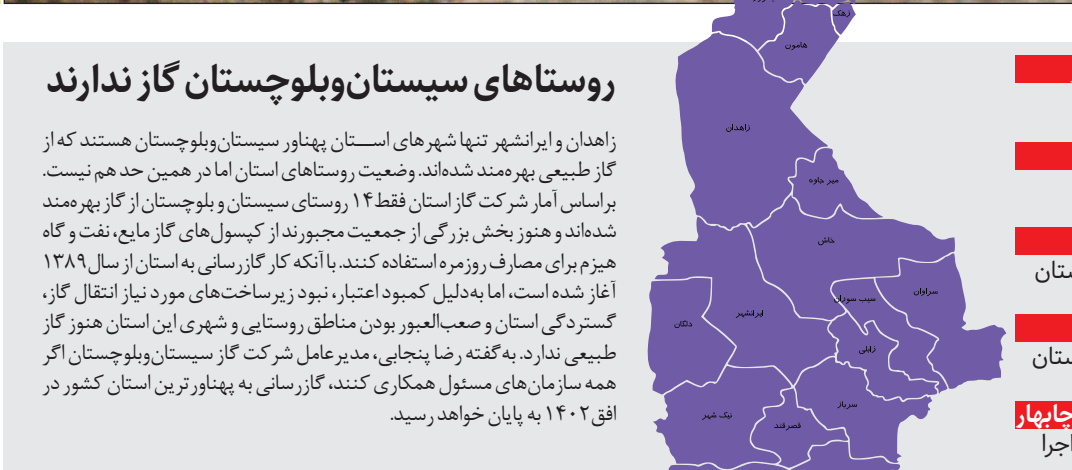 روستاهای سیستان‌وبلوچستان گاز ندارند
زاهدان و ایرانشهر تنها شهرهای اســتان پهناور سیستان‌وبلوچستان هستند که از
گاز طبیعی بهره‌مند شده‌اند. وضعیت روستاهای استان اما در همین حد هم نیست.
براساس آمار شرکت گاز استان فقط ۱۴ روستای سیستان و بلوچستان از گاز بهره‌مند
شده‌اند و هنوز بخش بزرگی از جمعیت مجبورند از کپسول‌های گاز مایع، نفت و گاه
هیزم برای مصارف روزمره استفاده کنند. با آنکه کار گازرسانی به استان از سال ۱۳۸۹
آغاز شده است، اما به‌دلیل کمبود اعتبار، نبود زیرساخت‌های مورد نیاز انتقال گاز،
گستردگی استان و صعب‌العبور بودن مناطق روستایی و شهری این استان هنوز گاز
طبیعی ندارد. به‌گفته رضا پنجابی، مدیرعامل شرکت گاز سیستان‌وبلوچستان اگر
همه سازمان‌های مسئول همکاری کنند، گازرسانی به پهناورترین استان کشور در
افق ۱۴۰۲ به پایان خواهد رسید.
زهک
هامون
زاهدان
میر جاوه
خاش
سراوان
سیب سوران
ایرانشهر
دلگان
زابلی
سرباز
نیک شهر
قصرقند
ستان
ستان
چابهار
اجرا